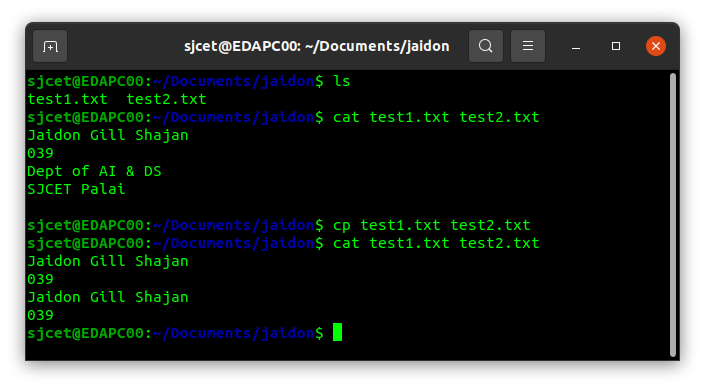 sjcet@EDAPC00: ~/Documents/jaidon
sjcet@EDAPC00:~/Documents/jaidon$ ls
test1.txt  test2.txt
sjcet@EDAPC00:~/Documents/jaidon$ cat test1.txt test2.txt
Jaidon Gill Shajan
039
Dept of AI & DS
SJCET Palai
sjcet@EDAPC00:~/Documents/jaidon$ cp test1.txt test2.txt
sjcet@EDAPC00:~/Documents/jaidon$ cat test1.txt test2.txt
Jaidon Gill Shajan
039
Jaidon Gill Shajan
039
sjcet@EDAPC00:~/Documents/jaidon$